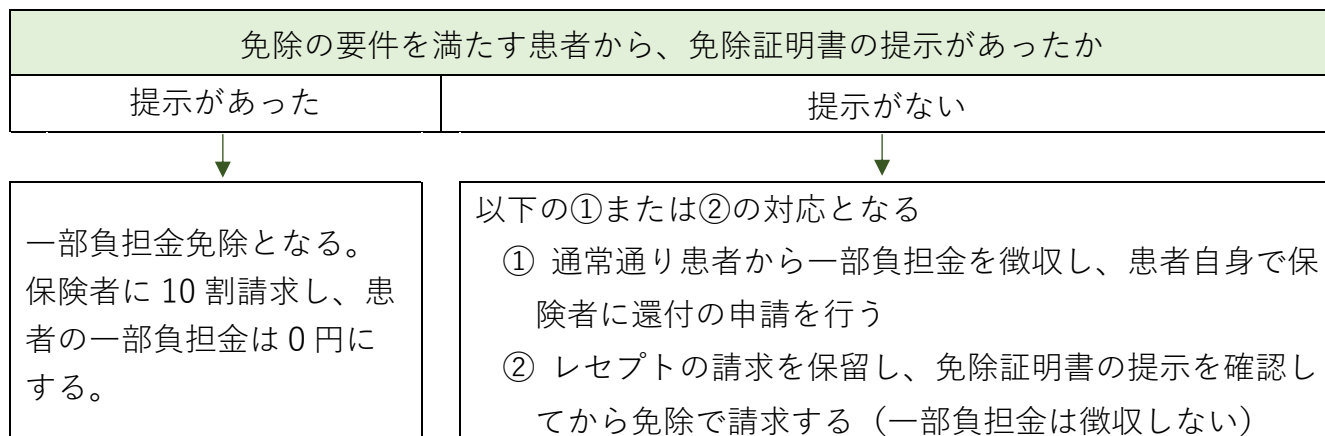 免除の要件を満たす患者から、免除証明書の提示があったか
提示があった
提示がない
一部負担金免除となる。
保険者に 10 割請求し、患
者の一部負担金は 0 円に
する。
以下の①または②の対応となる
① 通常通り患者から一部負担金を徴収し、患者自身で保
険者に還付の申請を行う
② レセプトの請求を保留し、免除証明書の提示を確認し
てから免除で請求する（一部負担金は徴収しない）